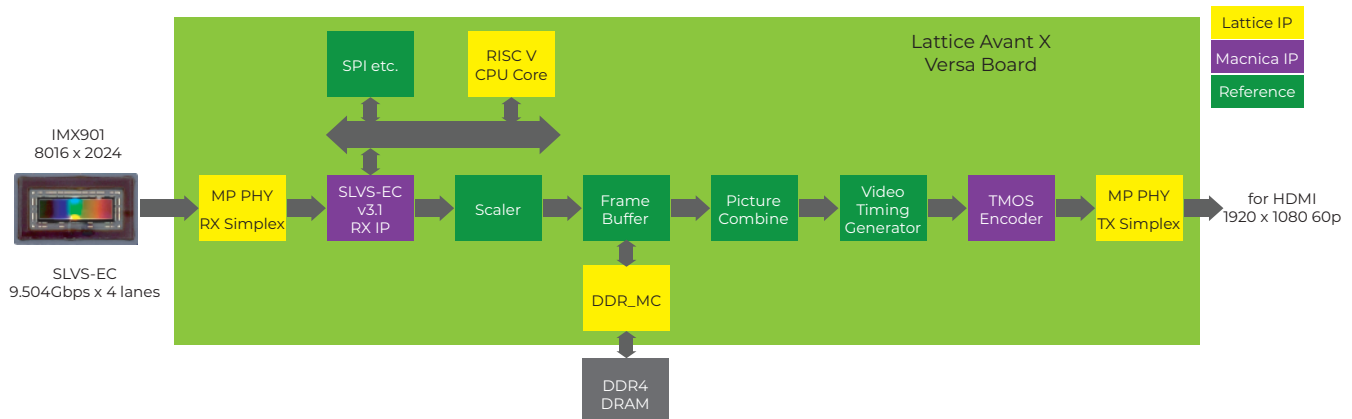 Lattice Avant X
Versa Board
Lattice IP
Macnica IP
Reference
SPI etc.
RISC V
CPU Core
IMX901
8016 x 2024
SLVS-EC
9.504Gbps x 4 lanes
MP PHY
RX Simplex
SLVS-EC
v3.1
RX IP
Scaler
Frame
Buffer
Picture
Combine
Video
Timing
Generator
TMOS
Encoder
MP PHY
TX Simplex
for HDMI
1920 x 1080 60p
DDR_MC
DDR4
DRAM